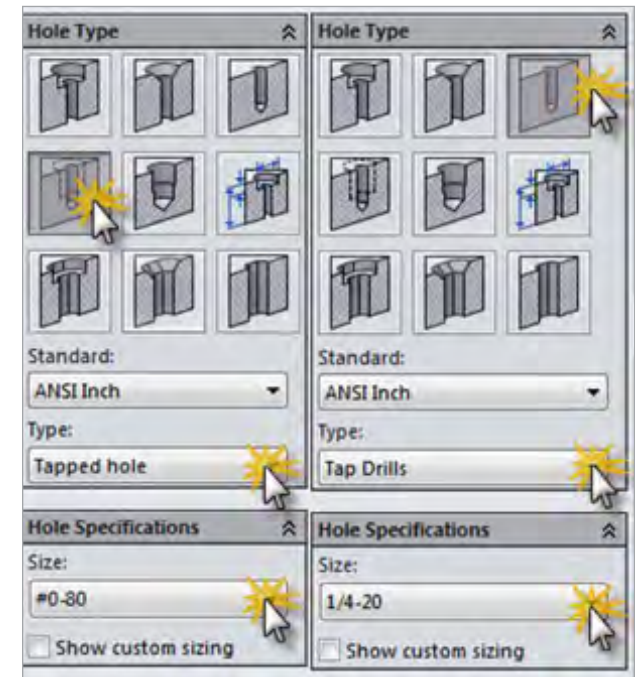 Hole Type
Standard:
ANSI Inch
Type:
Tapped hole
Hole Specifications
Size:
#0-80
Show custom sizing
Hole Type
Standard:
ANSI Inch
Type:
Tap Drills
Hole Specifications
Size:
1/4-20
Show custom sizing